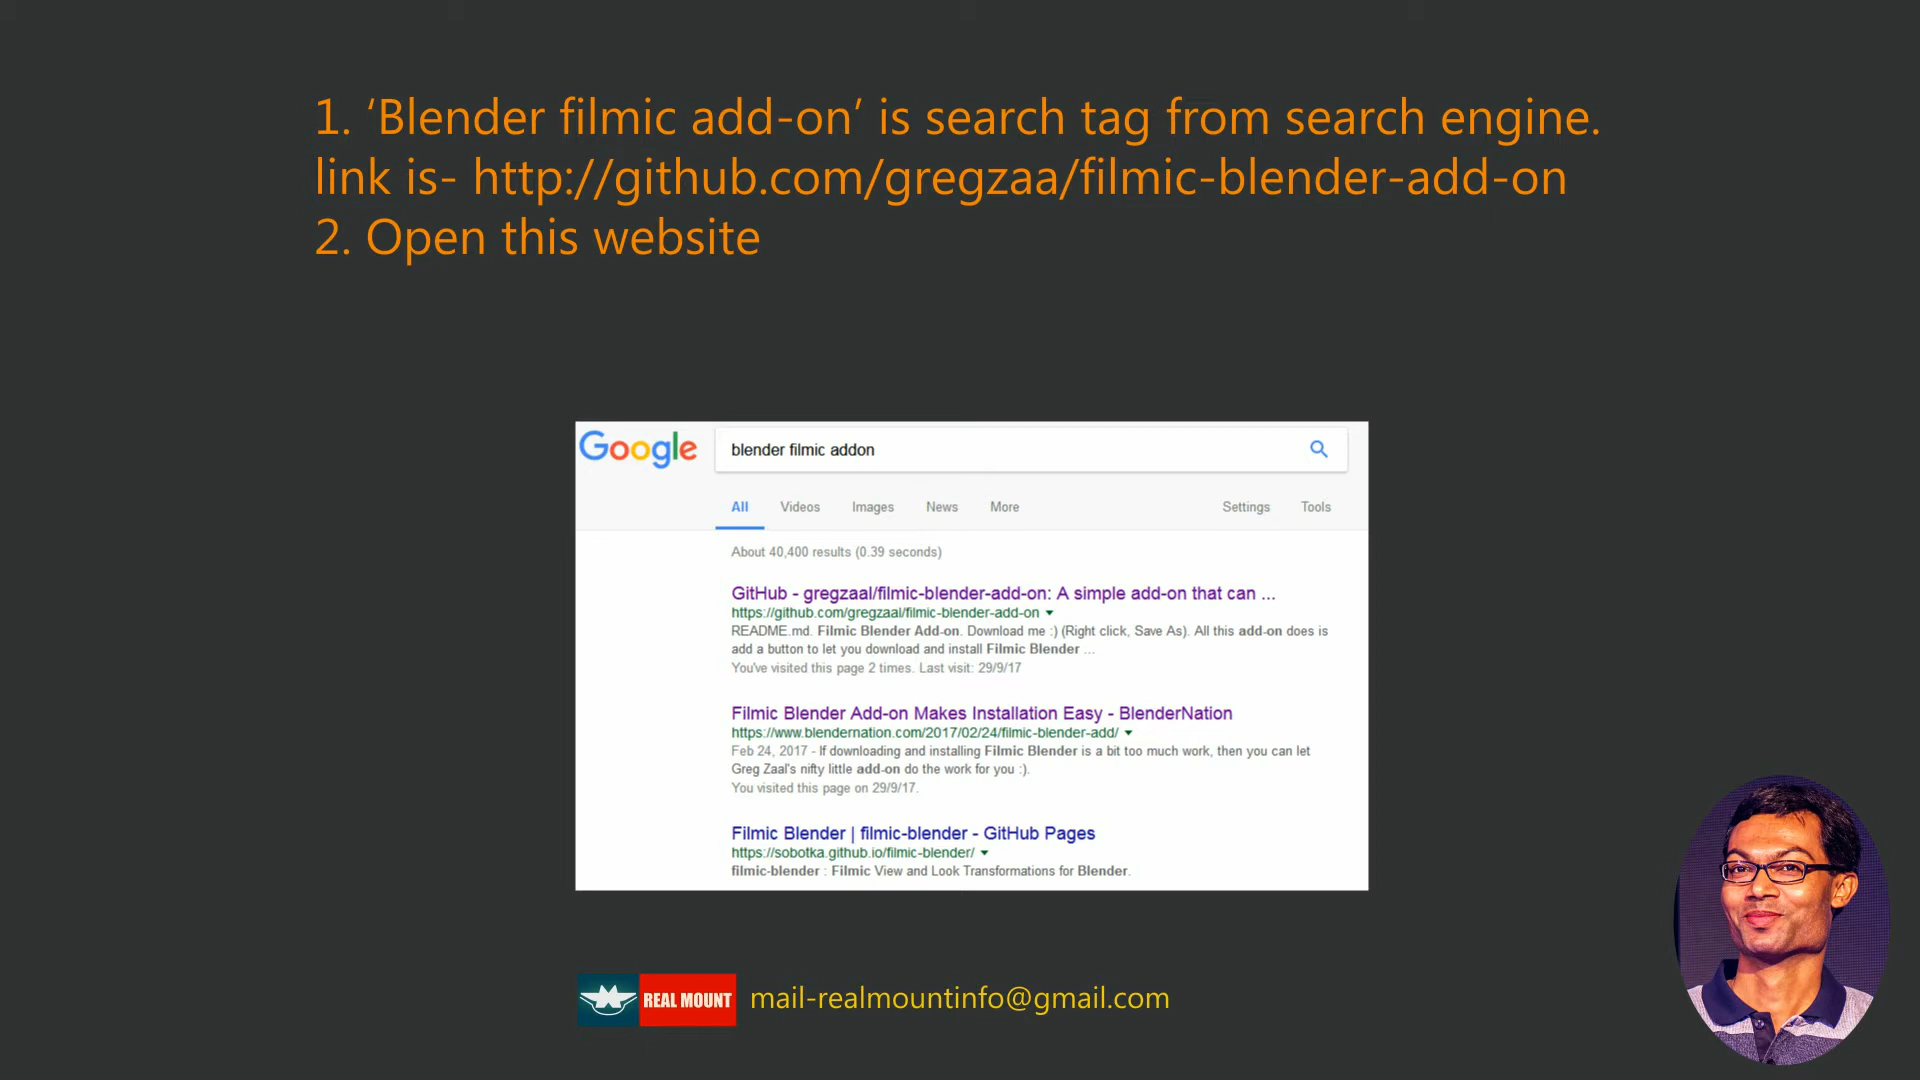 1. ‘Blender filmic add-on’ is search tag from search engine.
link is- http://github.com/gregzaa/filmic-blender-add-on
2. Open this website
Google
blender filmic addon
All Videos Images News More Settings Tools
About 40,400 results (0.39 seconds)
GitHub - gregzaal/filmic-blender-add-on: A simple add-on that can ...
https://github.com/gregzaal/filmic-blender-add-on
README.md. Filmic Blender Add-on. Download me :) (Right click, Save As). All this add-on does is
add a button to let you download and install Filmic Blender ...
You've visited this page 2 times. Last visit: 29/9/17
Filmic Blender Add-on Makes Installation Easy - BlenderNation
https://www.blendernation.com/2017/02/24/filmic-blender-add/
Feb 24, 2017 - If downloading and installing Filmic Blender is a bit too much work, then you can let
Greg Zaal's nifty little add-on do the work for you :).
You visited this page on 29/9/17.
Filmic Blender | filmic-blender - GitHub Pages
https://sobotka.github.io/filmic-blender/
filmic-blender : Filmic View and Look Transformations for Blender.
REAL MOUNT mail-realmountinfo@gmail.com